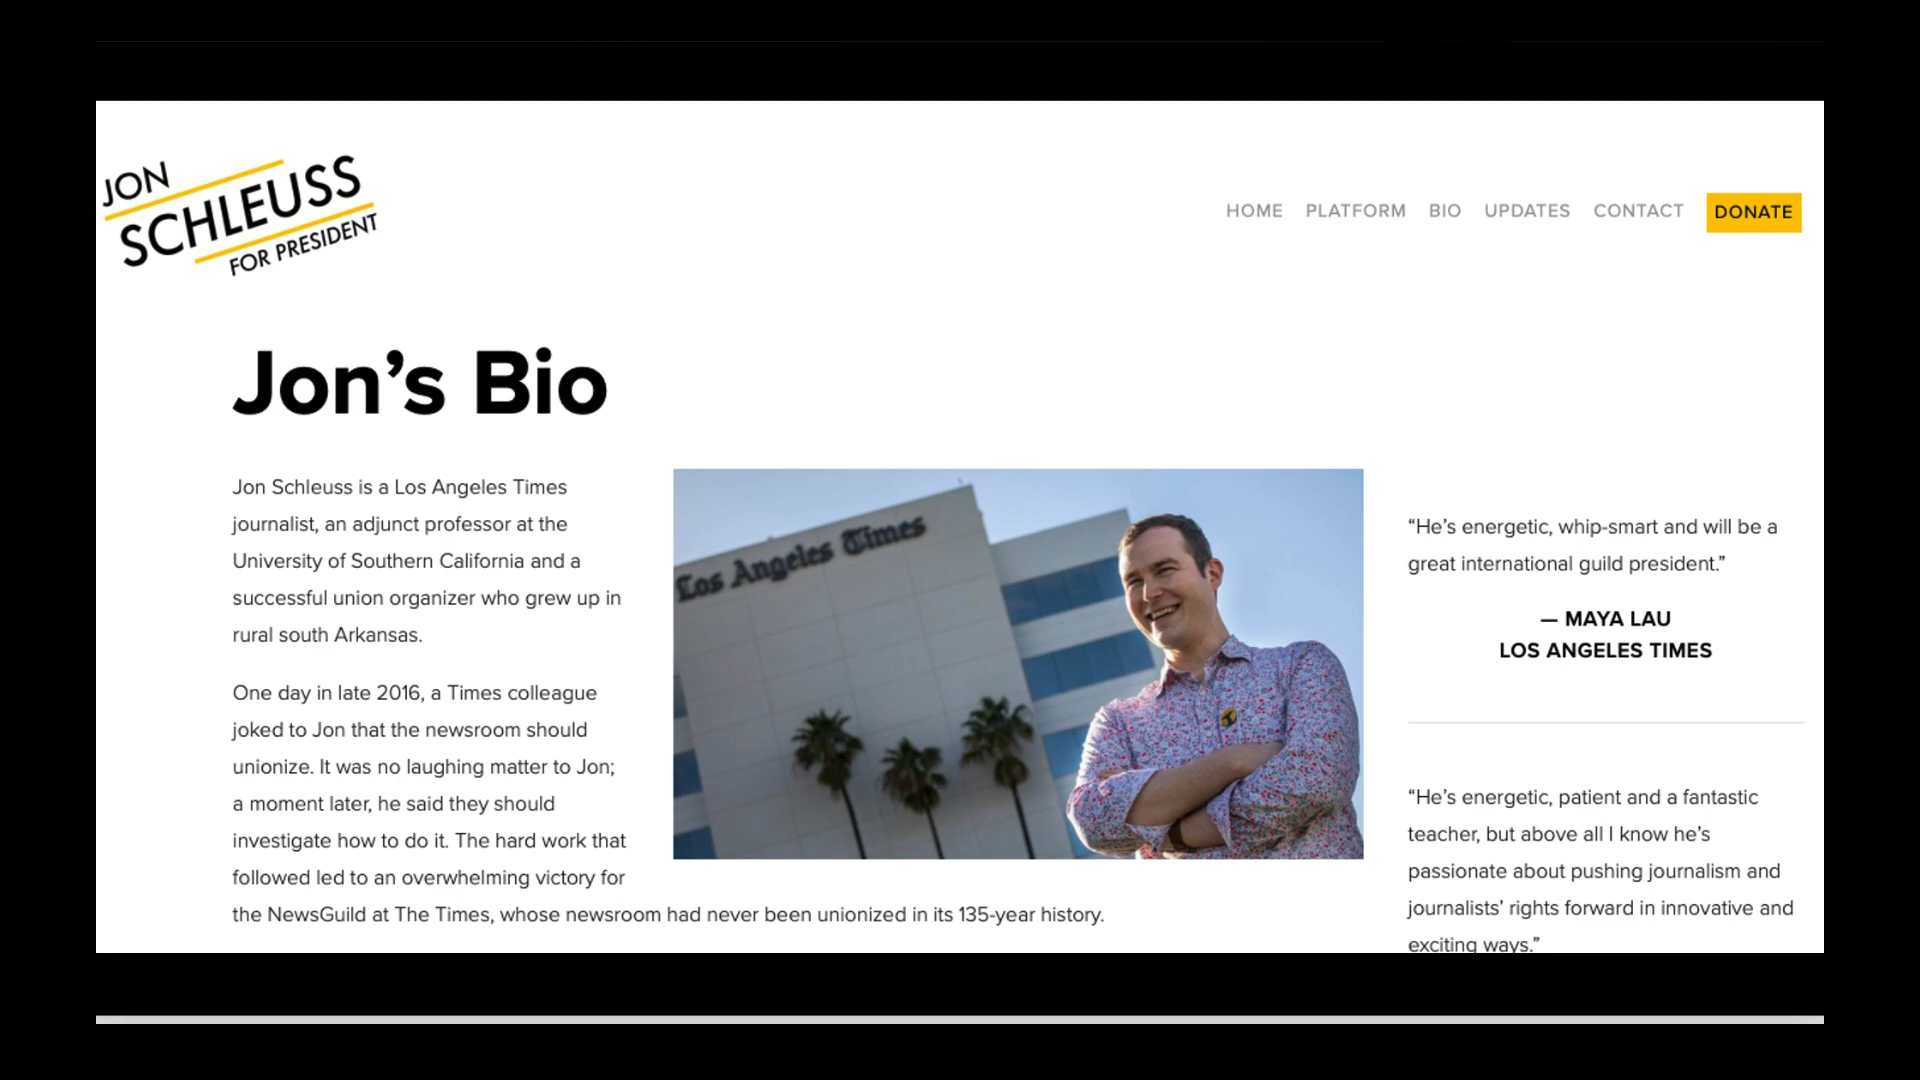 JON
SCHLEUSS
FOR PRESIDENT
HOME PLATFORM BIO UPDATES CONTACT DONATE
Jon’s Bio
Jon Schleuss is a Los Angeles Times
journalist, an adjunct professor at the
University of Southern California and a
successful union organizer who grew up in
rural south Arkansas.
One day in late 2016, a Times colleague
joked to Jon that the newsroom should
unionize. It was no laughing matter to Jon;
a moment later, he said they should
investigate how to do it. The hard work that
followed led to an overwhelming victory for
the NewsGuild at The Times, whose newsroom had never been unionized in its 135-year history.
Los Angeles Times
“He’s energetic, whip-smart and will be a
great international guild president.”
— MAYA LAU
LOS ANGELES TIMES
“He’s energetic, patient and a fantastic
teacher, but above all I know he’s
passionate about pushing journalism and
journalists’ rights forward in innovative and
exciting ways.”